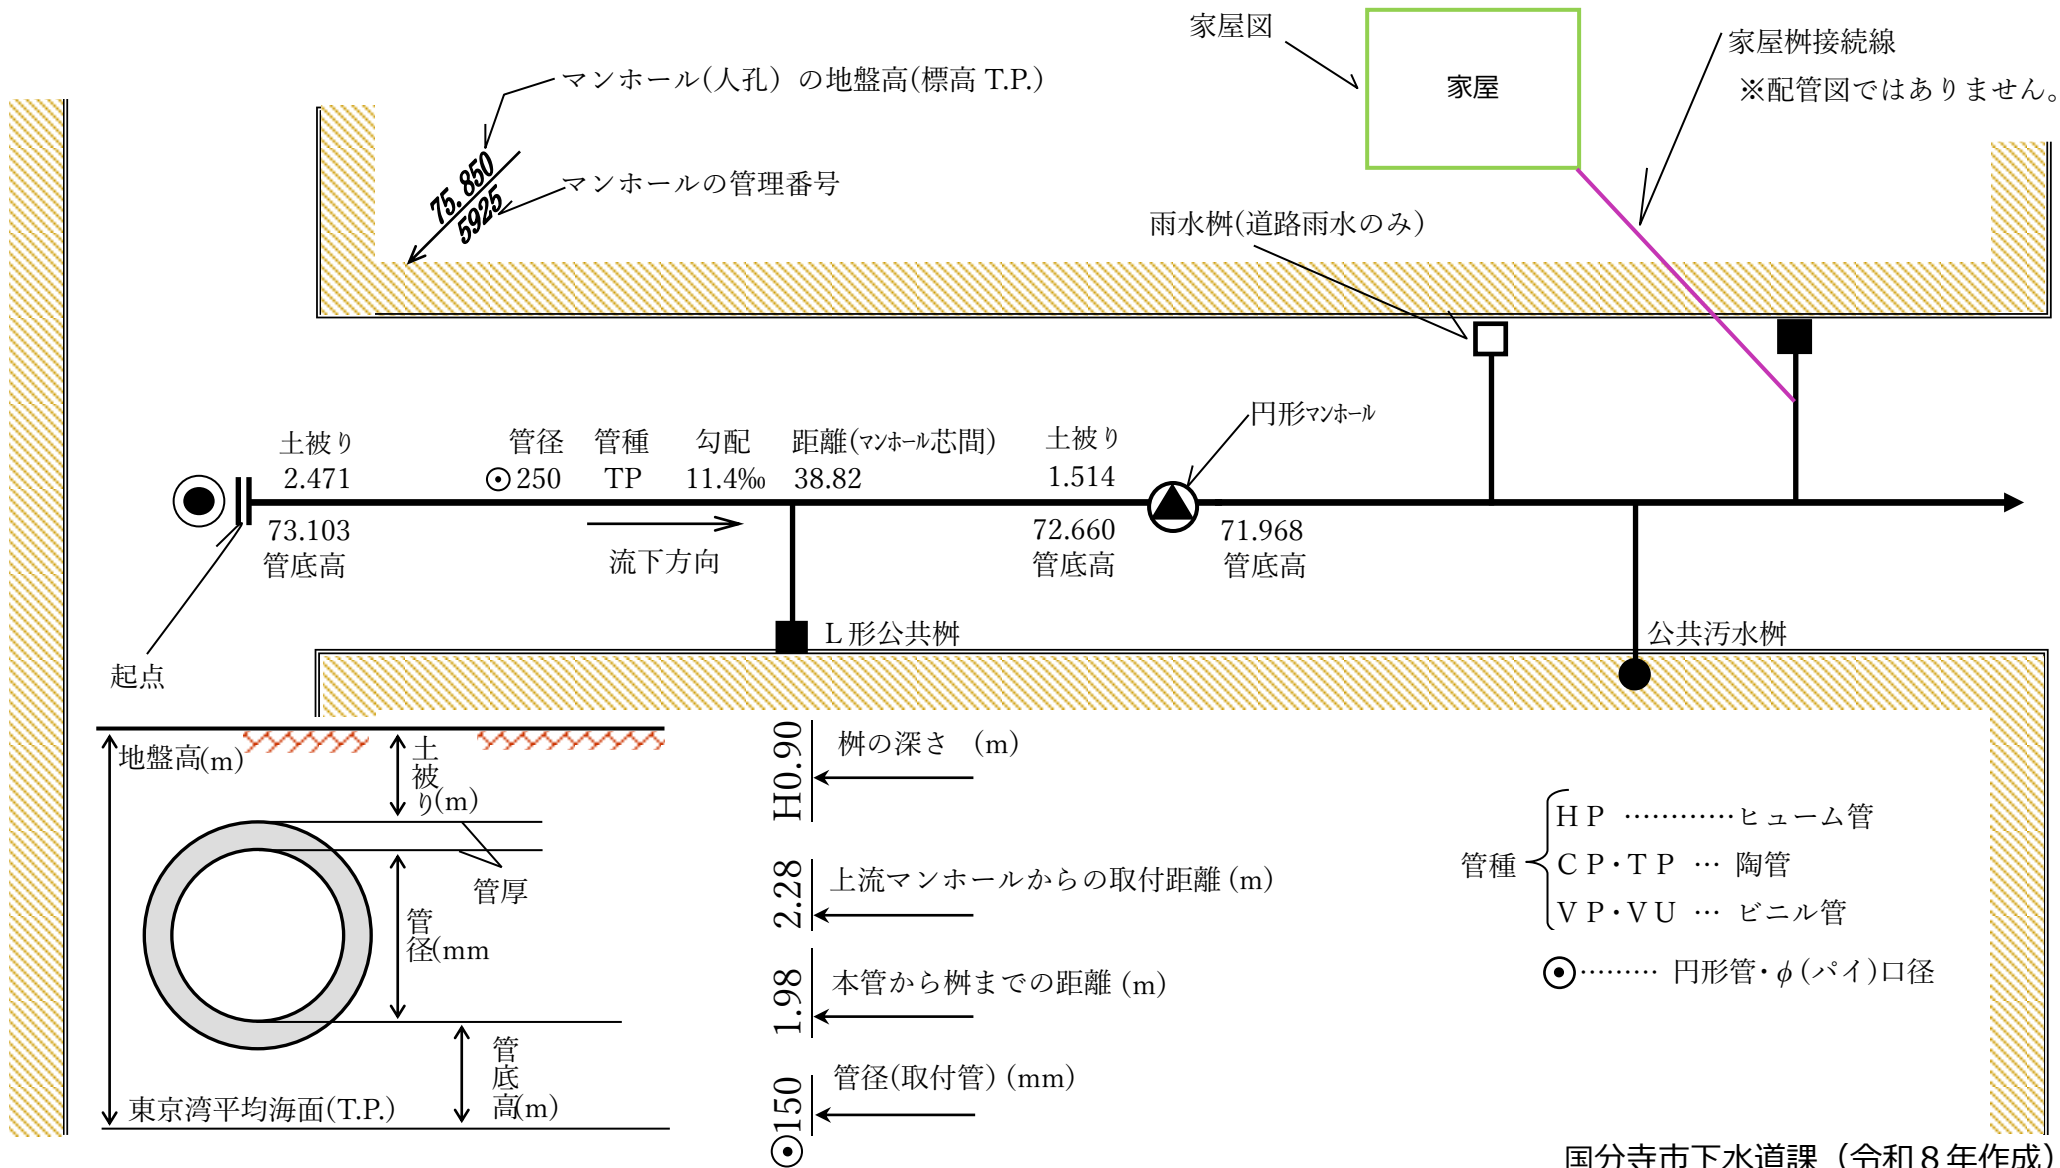 家屋図
家屋
家屋桝接続線
※配管図ではありません。
マンホール(人孔）の地盤高(標高 T.P.)
75.850
5925
マンホールの管理番号
雨水桝(道路雨水のみ）
円形マンホール
土被り 管径 管種 勾配 距離(マンホール芯間) 土被り
2.471 ⊙250 TP 11.4‰ 38.82 1.514
73.103 72.660 71.968
管底高 流下方向 管底高 管底高
起点
L形公共桝
公共汚水桝
地盤高(m)
土被り(m)
管厚
管径(mm
管底高(m)
東京湾平均海面(T.P.)
H0.90 桝の深さ (m)
2.28 上流マンホールからの取付距離 (m)
1.98 本管から桝までの距離 (m)
⊙150 管径(取付管) (mm)
管種
HP …………ヒューム管
CP・TP … 陶管
VP・VU … ビニル管
⊙……… 円形管・φ(パイ)口径
国分寺市下水道課（令和８年作成）